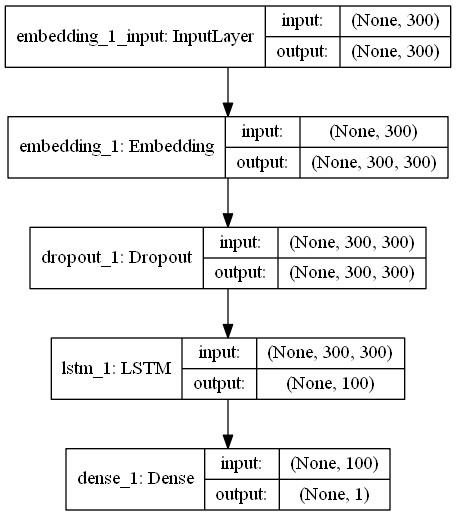 embedding_1_input: InputLayer input: (None, 300)
output: (None, 300)
embedding_1: Embedding input: (None, 300)
output: (None, 300, 300)
dropout_1: Dropout input: (None, 300, 300)
output: (None, 300, 300)
lstm_1: LSTM input: (None, 300, 300)
output: (None, 100)
dense_1: Dense input: (None, 100)
output: (None, 1)